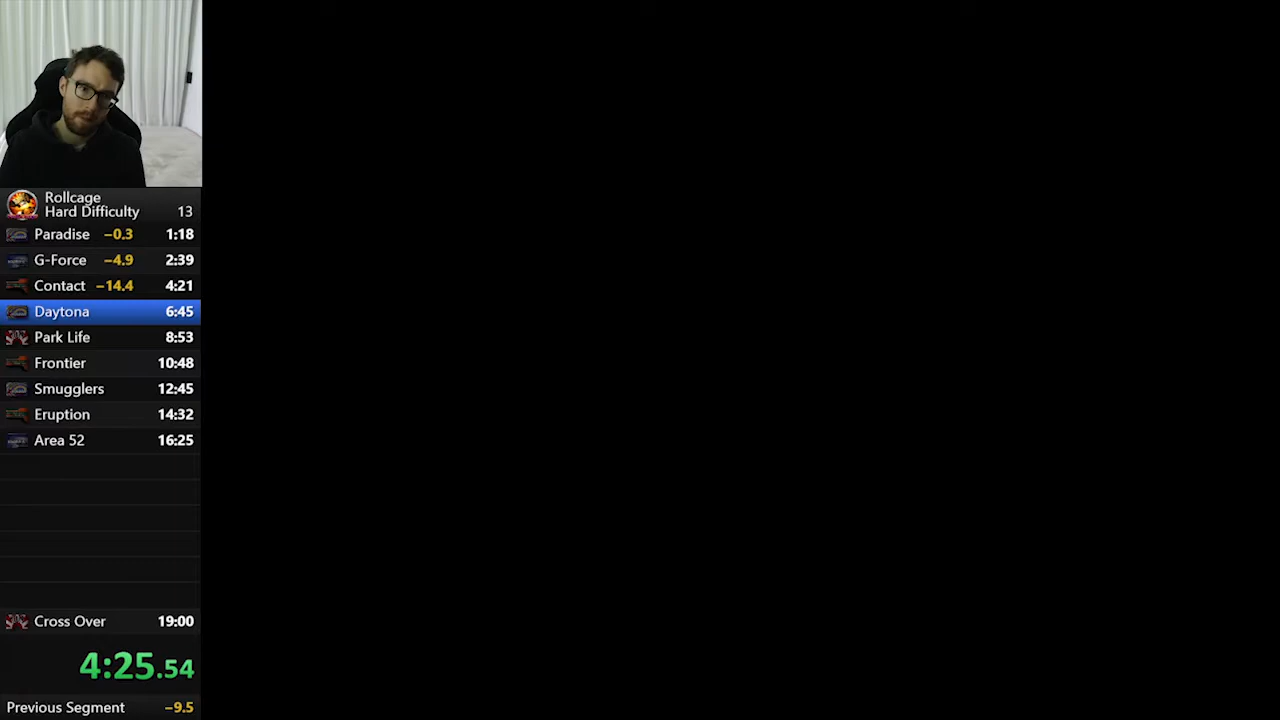 Rollcage
Hard Difficulty 13
Paradise −0.3 1:18
G-Force −4.9 2:39
Contact −14.4 4:21
Daytona 6:45
Park Life 8:53
Frontier 10:48
Smugglers 12:45
Eruption 14:32
Area 52 16:25
Cross Over 19:00
4:25.54
Previous Segment −9.5